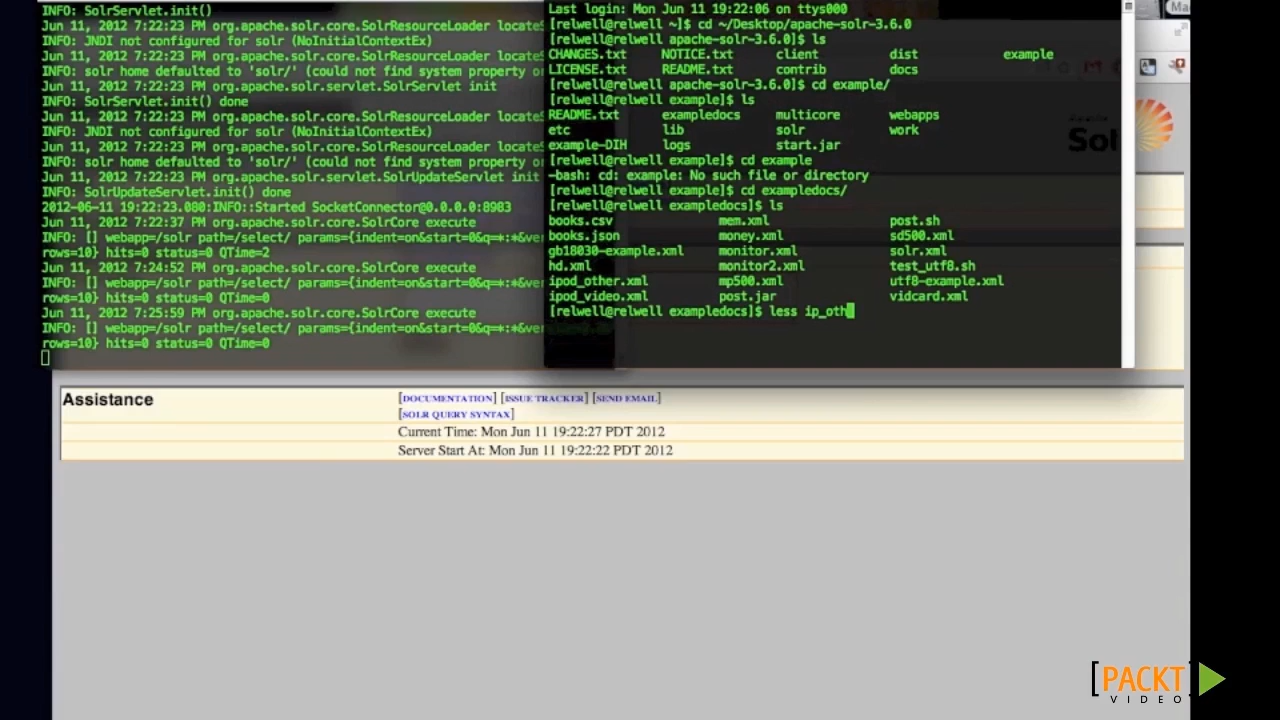 INFO: SolrServlet.init()
Jun 11, 2012 7:22:23 PM org.apache.solr.core.SolrResourceLoader locateS
INFO: JNDI not configured for solr (NoInitialContextEx)
Jun 11, 2012 7:22:23 PM org.apache.solr.core.SolrResourceLoader locateS
INFO: solr home defaulted to 'solr/' (could not find system property or
Jun 11, 2012 7:22:23 PM org.apache.solr.servlet.SolrServlet init
INFO: SolrServlet.init() done
Jun 11, 2012 7:22:23 PM org.apache.solr.core.SolrResourceLoader locateS
INFO: JNDI not configured for solr (NoInitialContextEx)
Jun 11, 2012 7:22:23 PM org.apache.solr.core.SolrResourceLoader locateS
INFO: solr home defaulted to 'solr/' (could not find system property or
Jun 11, 2012 7:22:23 PM org.apache.solr.servlet.SolrUpdateServlet init
INFO: SolrUpdateServlet.init() done
2012-06-11 19:22:23.080:INFO::Started SocketConnector@0.0.0.0:8983
Jun 11, 2012 7:22:37 PM org.apache.solr.core.SolrCore execute
INFO: [] webapp=/solr path=/select/ params={indent=on&start=0&q=*:*&ver
rows=10} hits=0 status=0 QTime=2
Jun 11, 2012 7:24:52 PM org.apache.solr.core.SolrCore execute
INFO: [] webapp=/solr path=/select/ params={indent=on&start=0&q=*:*&ver
rows=10} hits=0 status=0 QTime=0
Jun 11, 2012 7:25:59 PM org.apache.solr.core.SolrCore execute
INFO: [] webapp=/solr path=/select/ params={indent=on&start=0&q=*:*&ver
rows=10} hits=0 status=0 QTime=0
Last login: Mon Jun 11 19:22:06 on ttys000
[relwell@relwell ~]$ cd ~/Desktop/apache-solr-3.6.0
[relwell@relwell apache-solr-3.6.0]$ ls
CHANGES.txt NOTICE.txt client dist example
LICENSE.txt README.txt contrib docs
[relwell@relwell apache-solr-3.6.0]$ cd example/
[relwell@relwell example]$ ls
README.txt exampledocs multicore webapps
etc lib solr work
example-DIH logs start.jar
[relwell@relwell example]$ cd example
-bash: cd: example: No such file or directory
[relwell@relwell example]$ cd exampledocs/
[relwell@relwell exampledocs]$ ls
books.csv mem.xml post.sh
books.json money.xml sd500.xml
gb18030-example.xml monitor.xml solr.xml
hd.xml monitor2.xml test_utf8.sh
ipod_other.xml mp500.xml utf8-example.xml
ipod_video.xml post.jar vidcard.xml
[relwell@relwell exampledocs]$ less ip_oth
Ma
Sol
Assistance
[DOCUMENTATION] [ISSUE TRACKER] [SEND EMAIL]
[SOLR QUERY SYNTAX]
Current Time: Mon Jun 11 19:22:27 PDT 2012
Server Start At: Mon Jun 11 19:22:22 PDT 2012
[PACKT]
VIDEO